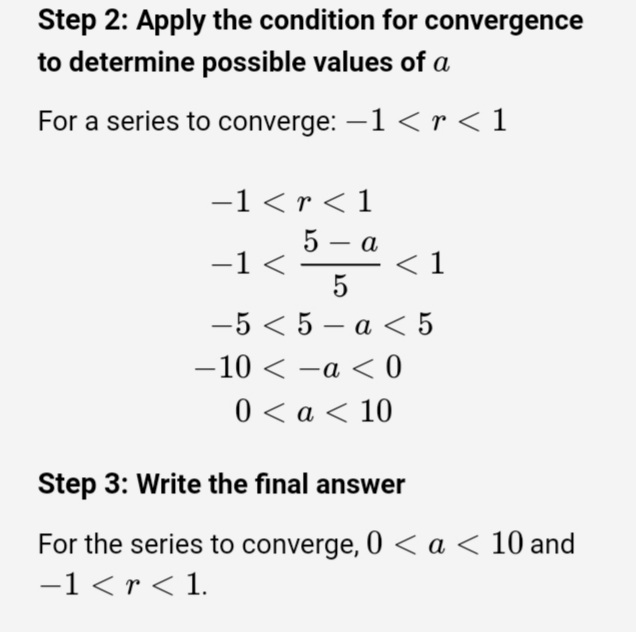 Step 2: Apply the condition for convergence
to determine possible values of a
For a series to converge: −1 < r < 1
−1 < r < 1
−1 < \frac{5 − a}{5} < 1
−5 < 5 − a < 5
−10 < −a < 0
0 < a < 10
Step 3: Write the final answer
For the series to converge, 0 < a < 10 and
−1 < r < 1.